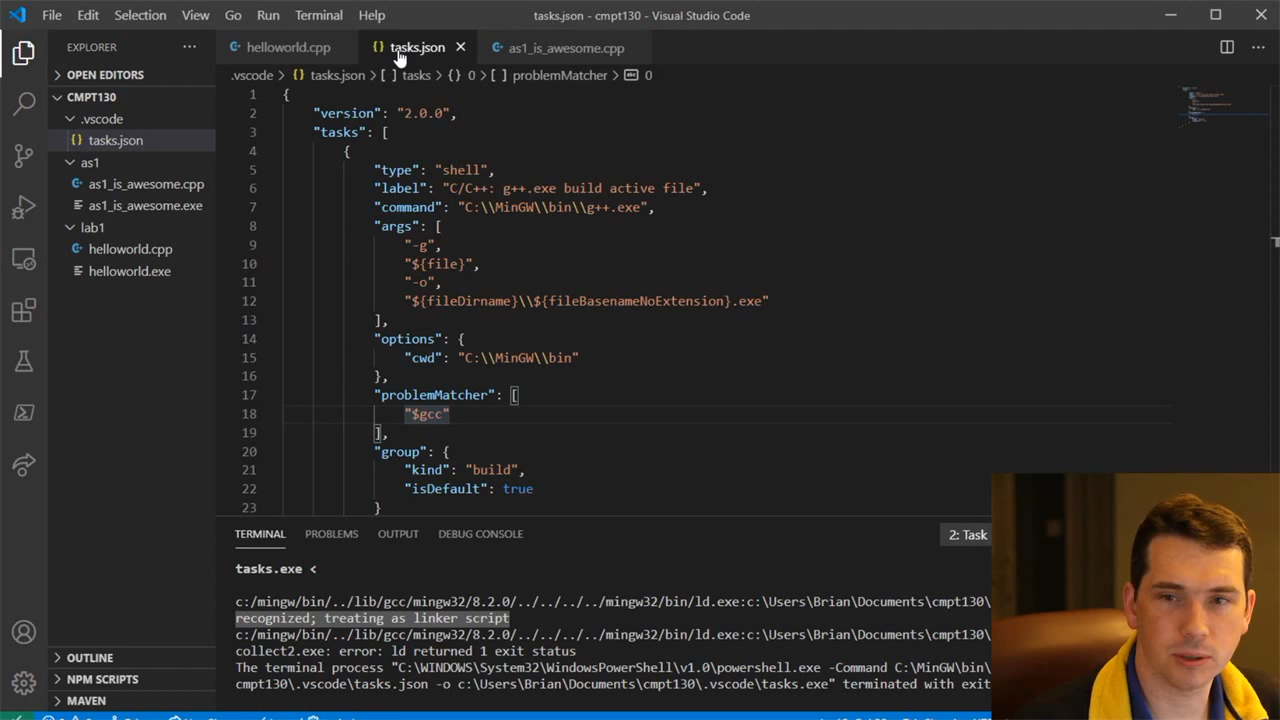 File Edit Selection View Go Run Terminal Help tasks.json - cmpt130 - Visual Studio Code
EXPLORER
helloworld.cpp
tasks.json
as1_is_awesome.cpp
OPEN EDITORS
CMPT130
.vscode
tasks.json
as1
as1_is_awesome.cpp
as1_is_awesome.exe
lab1
helloworld.cpp
helloworld.exe
OUTLINE
NPM SCRIPTS
MAVEN
.vscode > {} tasks.json > [ ] tasks > {} 0 > [ ] problemMatcher > abc 0
1 {
2 "version": "2.0.0",
3 "tasks": [
4 {
5 "type": "shell",
6 "label": "C/C++: g++.exe build active file",
7 "command": "C:\\MinGW\\bin\\g++.exe",
8 "args": [
9 "-g",
10 "${file}",
11 "-o",
12 "${fileDirname}\\${fileBasenameNoExtension}.exe"
13 ],
14 "options": {
15 "cwd": "C:\\MinGW\\bin"
16 },
17 "problemMatcher": [
18 "$gcc"
19 ],
20 "group": {
21 "kind": "build",
22 "isDefault": true
23 }
TERMINAL PROBLEMS OUTPUT DEBUG CONSOLE 2: Task
tasks.exe <
c:/mingw/bin/../lib/gcc/mingw32/8.2.0/../../../../mingw32/bin/ld.exe:c:\Users\Brian\Documents\cmpt130\
recognized; treating as linker script
c:/mingw/bin/../lib/gcc/mingw32/8.2.0/../../../../mingw32/bin/ld.exe:c:\Users\Brian\Documents\cmpt130\
collect2.exe: error: ld returned 1 exit status
The terminal process "C:\WINDOWS\System32\WindowsPowerShell\v1.0\powershell.exe -Command C:\MinGW\bin\
cmpt130\.vscode\tasks.json -o c:\Users\Brian\Documents\cmpt130\.vscode\tasks.exe" terminated with exit